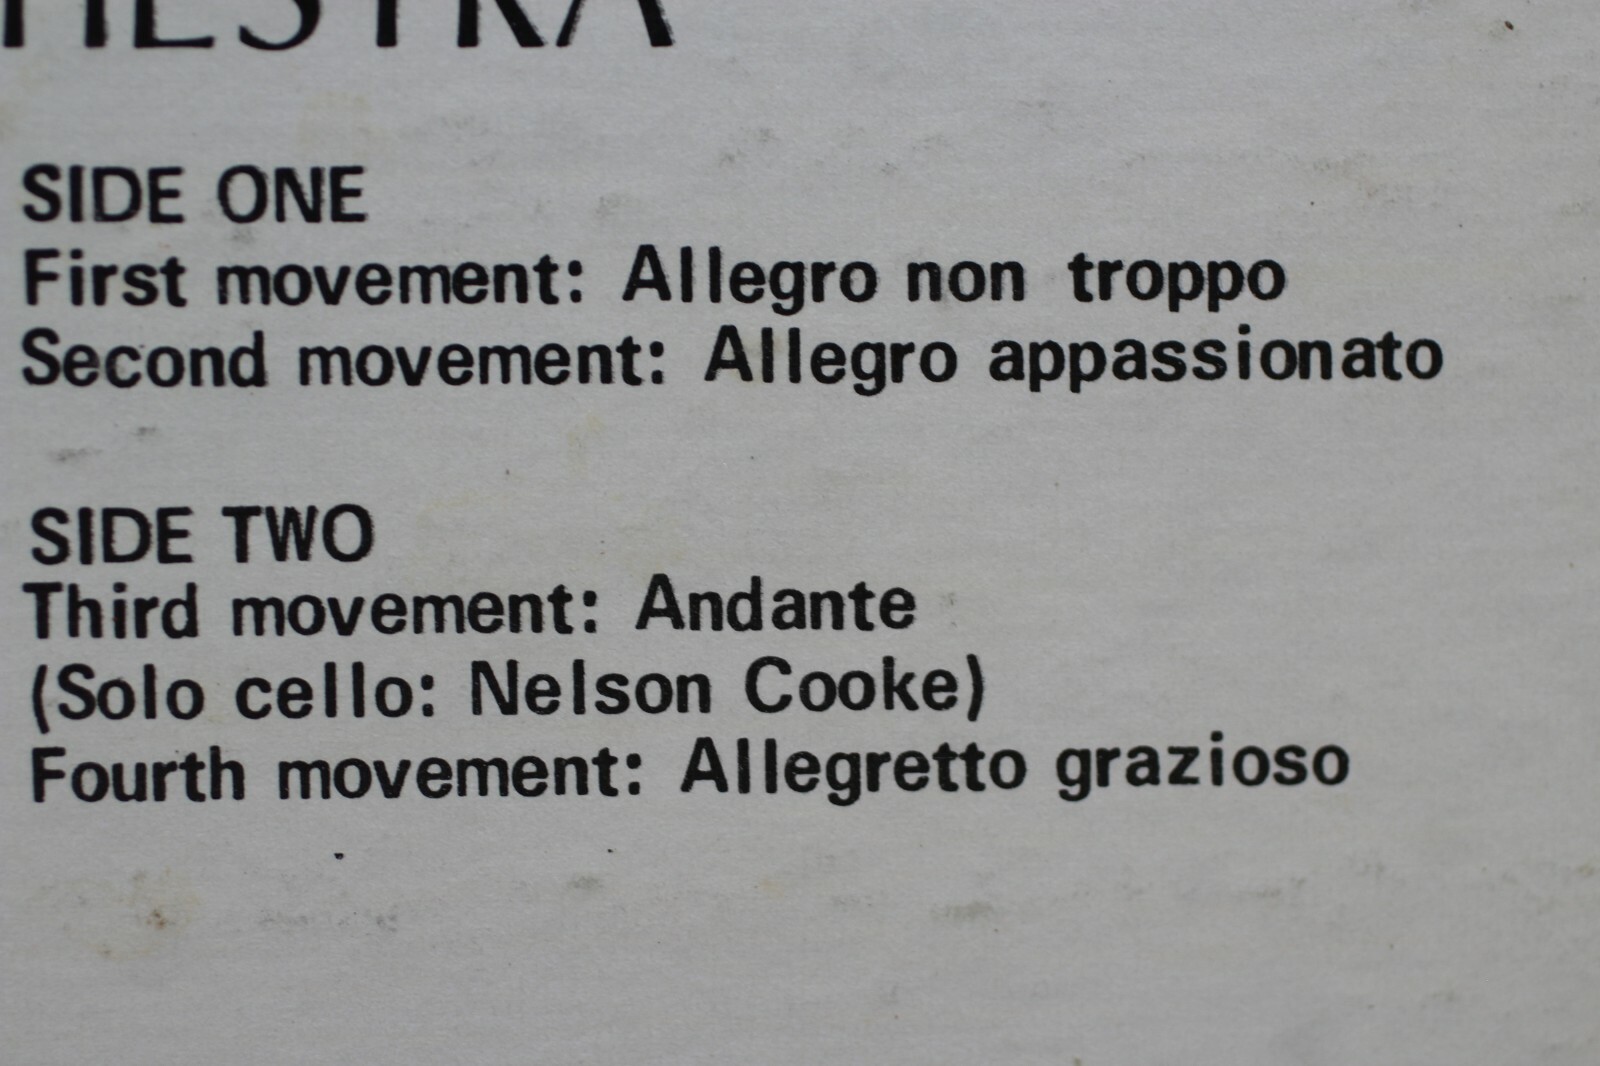 SIDE ONE
First movement: Allegro non troppo
Second movement: Allegro appassionato
SIDE TWO
Third movement: Andante
(Solo cello: Nelson Cooke)
Fourth movement: Allegretto grazioso